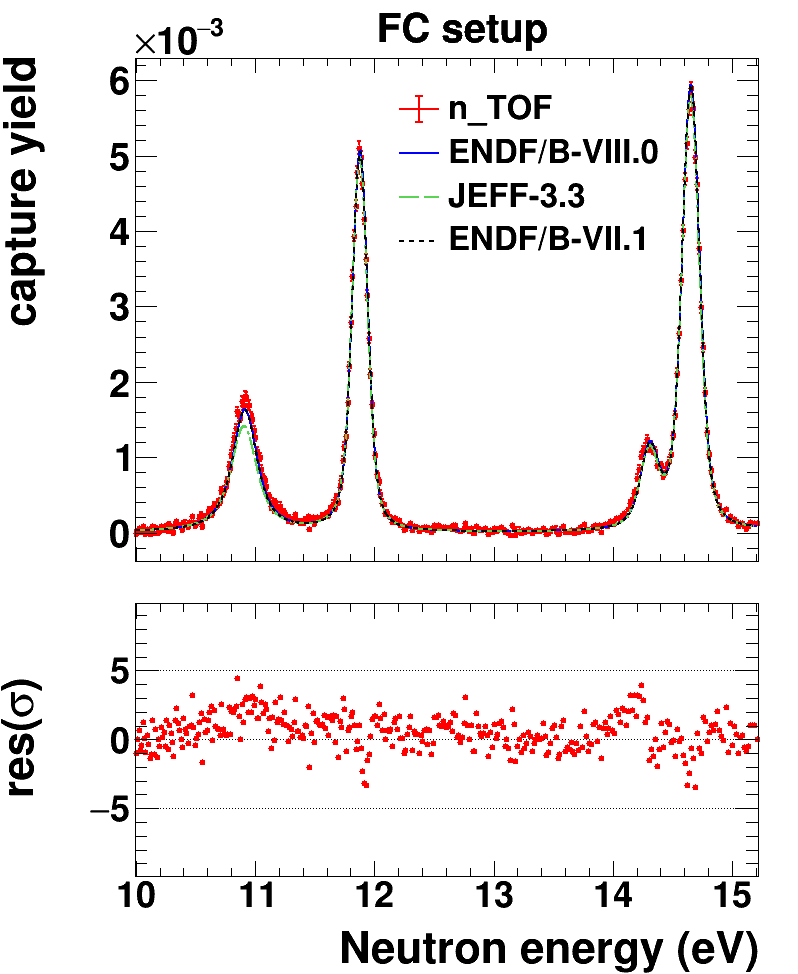 FC setup
×10⁻³
capture yield
6
5
4
3
2
1
0
n_TOF
ENDF/B-VIII.0
JEFF-3.3
ENDF/B-VII.1
res(σ)
5
0
−5
10 11 12 13 14 15
Neutron energy (eV)